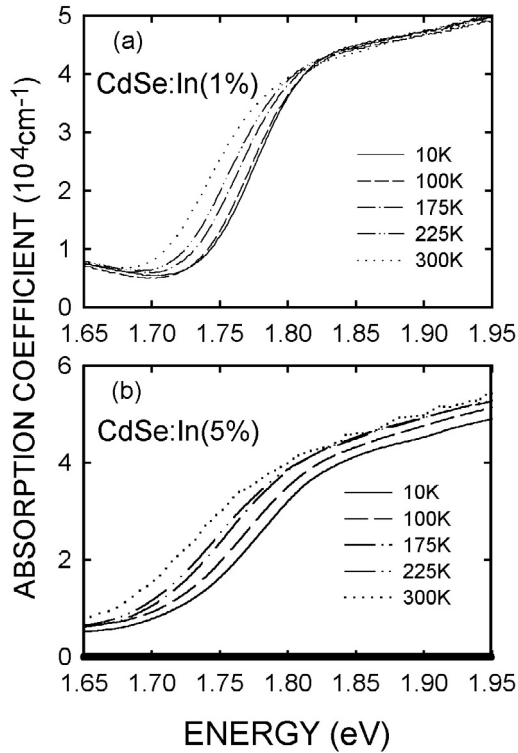 ABSORPTION COEFFICIENT (10⁴cm⁻¹)
(a)
CdSe:In(1%)
5
4
3
2
1
0
10K
100K
175K
225K
300K
1.65 1.70 1.75 1.80 1.85 1.90 1.95
(b)
CdSe:In(5%)
6
4
2
0
10K
100K
175K
225K
300K
1.65 1.70 1.75 1.80 1.85 1.90 1.95
ENERGY (eV)